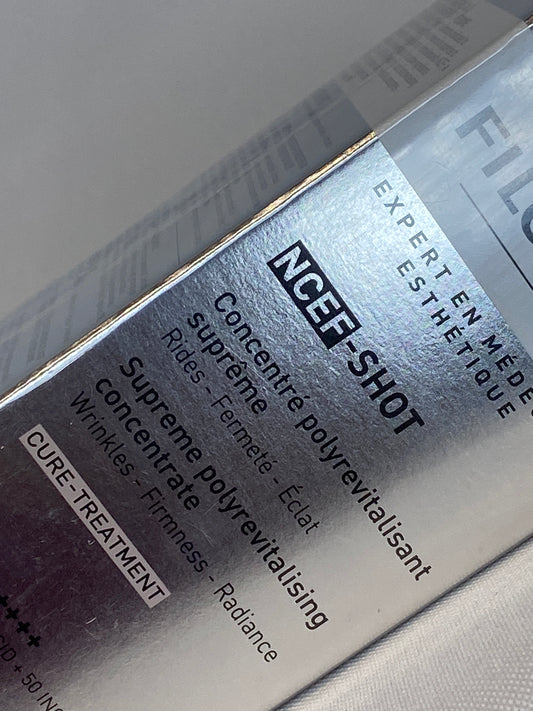 EXPERT EN
ESTHÉTIQUE
NCEF-SHOT
Concentré polyrevitalisant
suprême
Rides - Fermeté - Éclat
Supreme polyrevitalising
concentrate
Wrinkles - Firmness - Radiance
CURE-TREATMENT
++++
+ 50